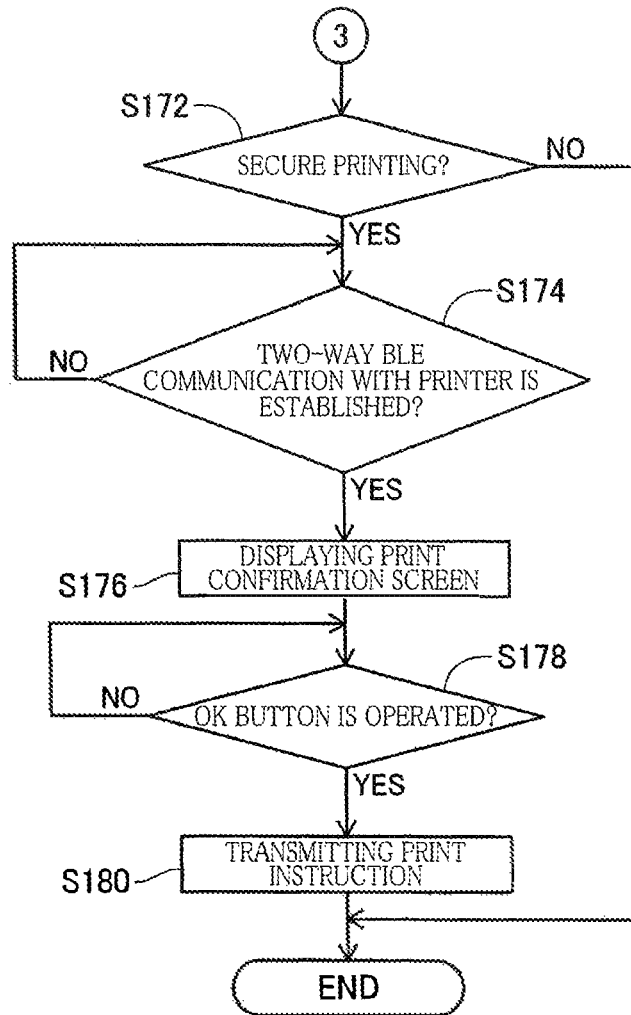 3
S172
SECURE PRINTING?
NO
YES
S174
TWO-WAY BLE
COMMUNICATION WITH PRINTER IS
ESTABLISHED?
NO
YES
S176
DISPLAYING PRINT
CONFIRMATION SCREEN
S178
NO
OK BUTTON IS OPERATED?
YES
S180
TRANSMITTING PRINT
INSTRUCTION
END